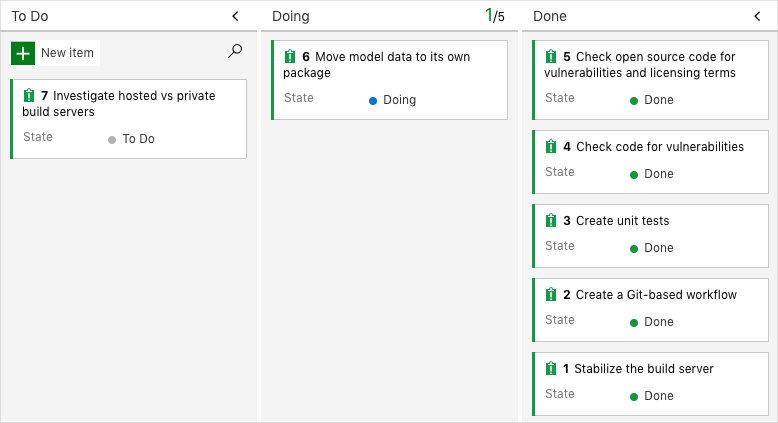 To Do
New item
7 Investigate hosted vs private
build servers
State To Do
Doing 1/5
6 Move model data to its own
package
State Doing
Done
5 Check open source code for
vulnerabilities and licensing terms
State Done
4 Check code for vulnerabilities
State Done
3 Create unit tests
State Done
2 Create a Git-based workflow
State Done
1 Stabilize the build server
State Done